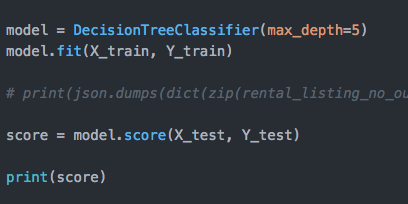 model = DecisionTreeClassifier(max_depth=5)
model.fit(X_train, Y_train)
# print(json.dumps(dict(zip(rental_listing_no_ou
score = model.score(X_test, Y_test)
print(score)